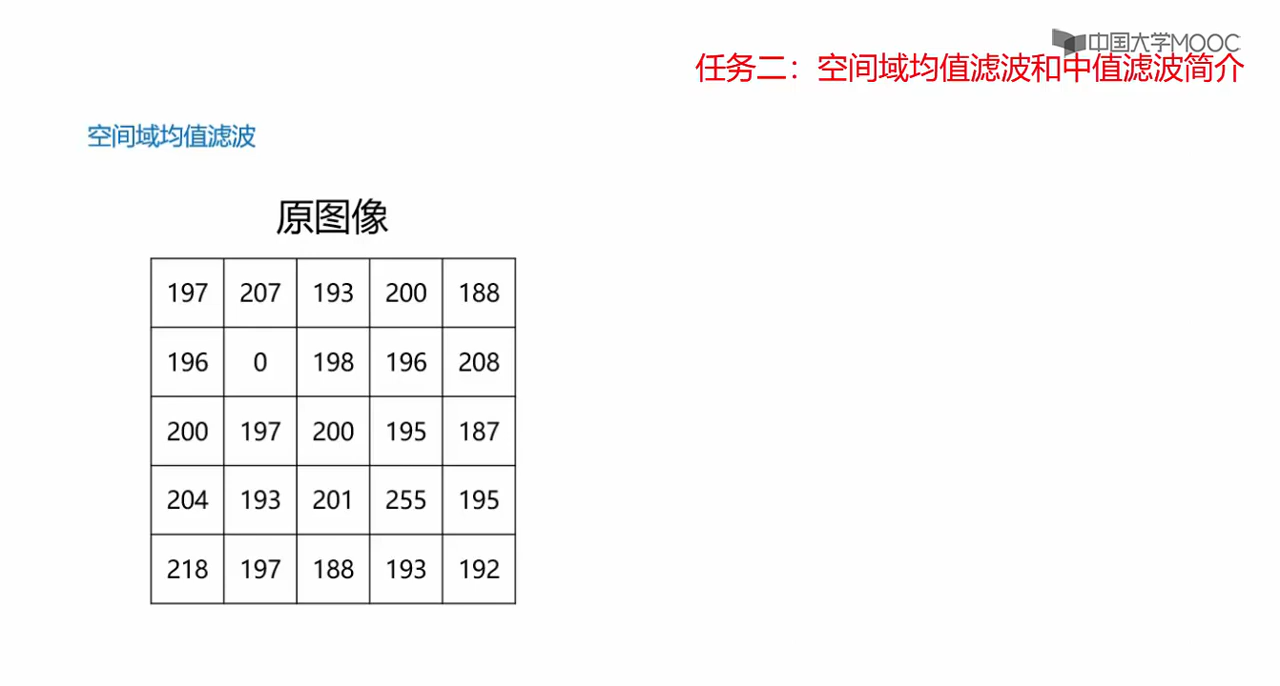 中国大学MOOC
任务二：空间域均值滤波和中值滤波简介
空间域均值滤波
原图像
197 207 193 200 188
196 0 198 196 208
200 197 200 195 187
204 193 201 255 195
218 197 188 193 192